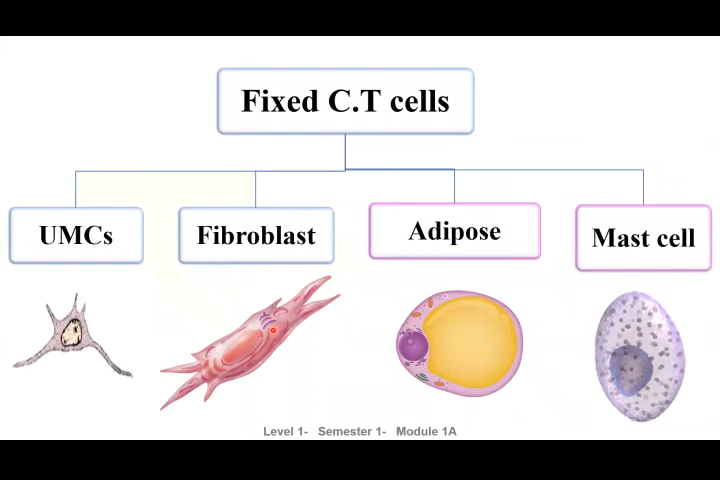 Fixed C.T cells
UMCs
Fibroblast
Adipose
Mast cell
Level 1- Semester 1- Module 1A